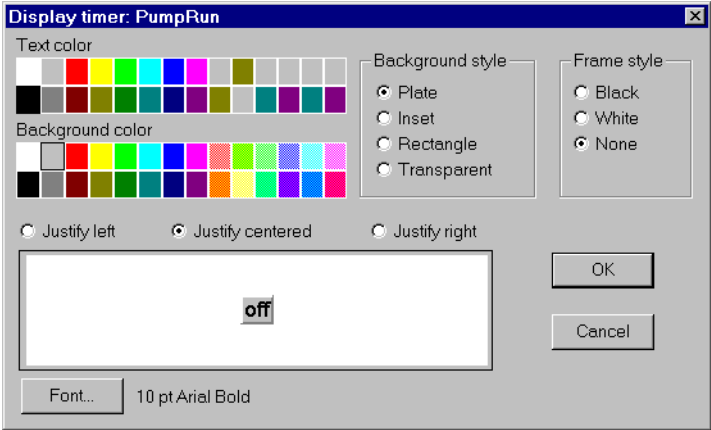 Display timer: PumpRun
Text color
Background color
Background style
Plate
Inset
Rectangle
Transparent
Frame style
Black
White
None
Justify left
Justify centered
Justify right
off
OK
Cancel
Font...
10 pt Arial Bold